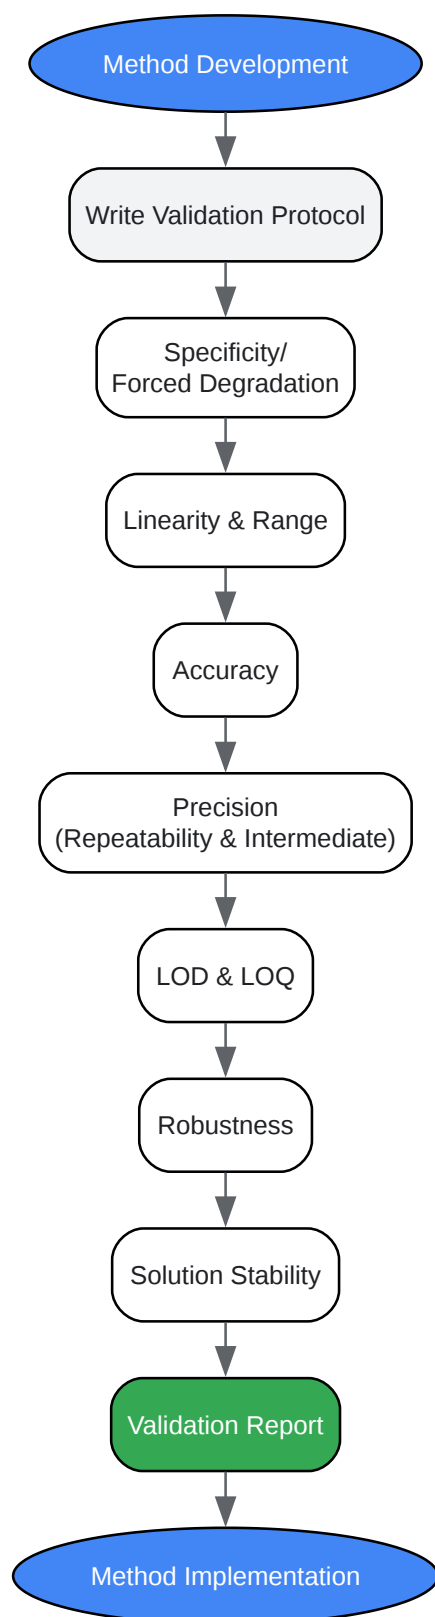 Method Development
Write Validation Protocol
Specificity/
Forced Degradation
Linearity & Range
Accuracy
Precision
(Repeatability & Intermediate)
LOD & LOQ
Robustness
Solution Stability
Validation Report
Method Implementation